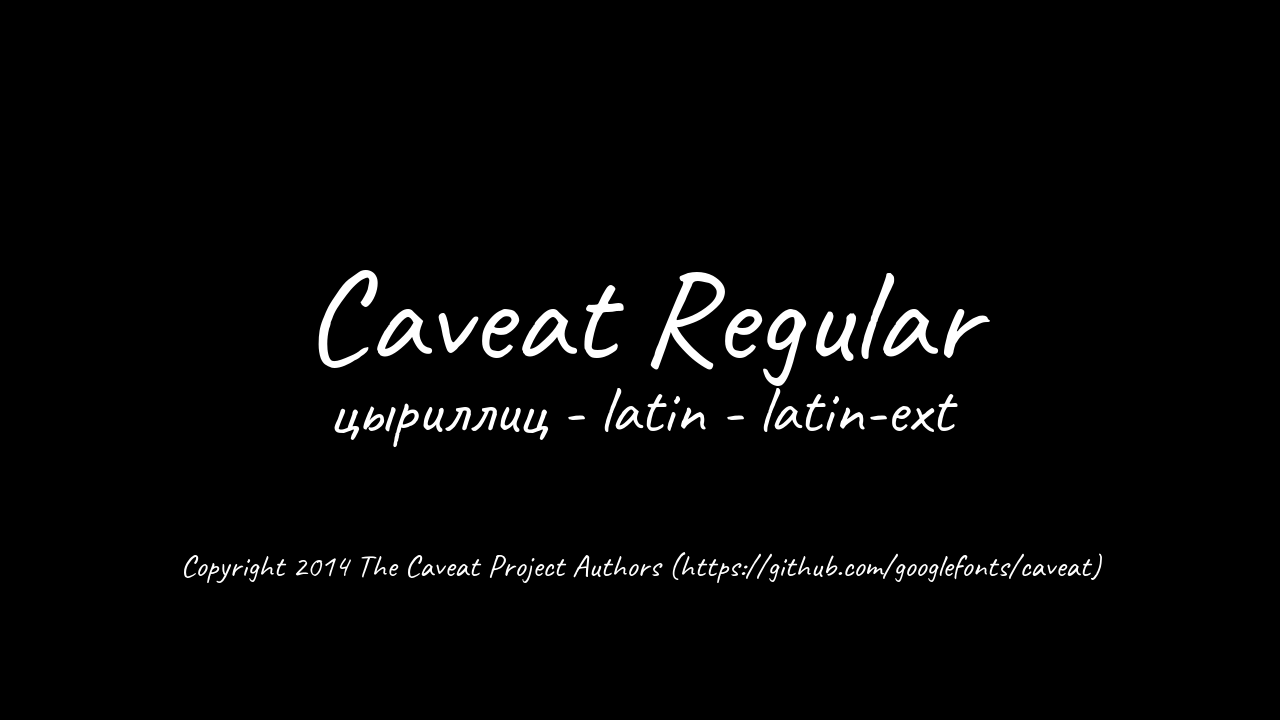 Caveat Regular
цыриллиц - latin - latin-ext
Copyright 2014 The Caveat Project Authors (https://github.com/googlefonts/caveat)